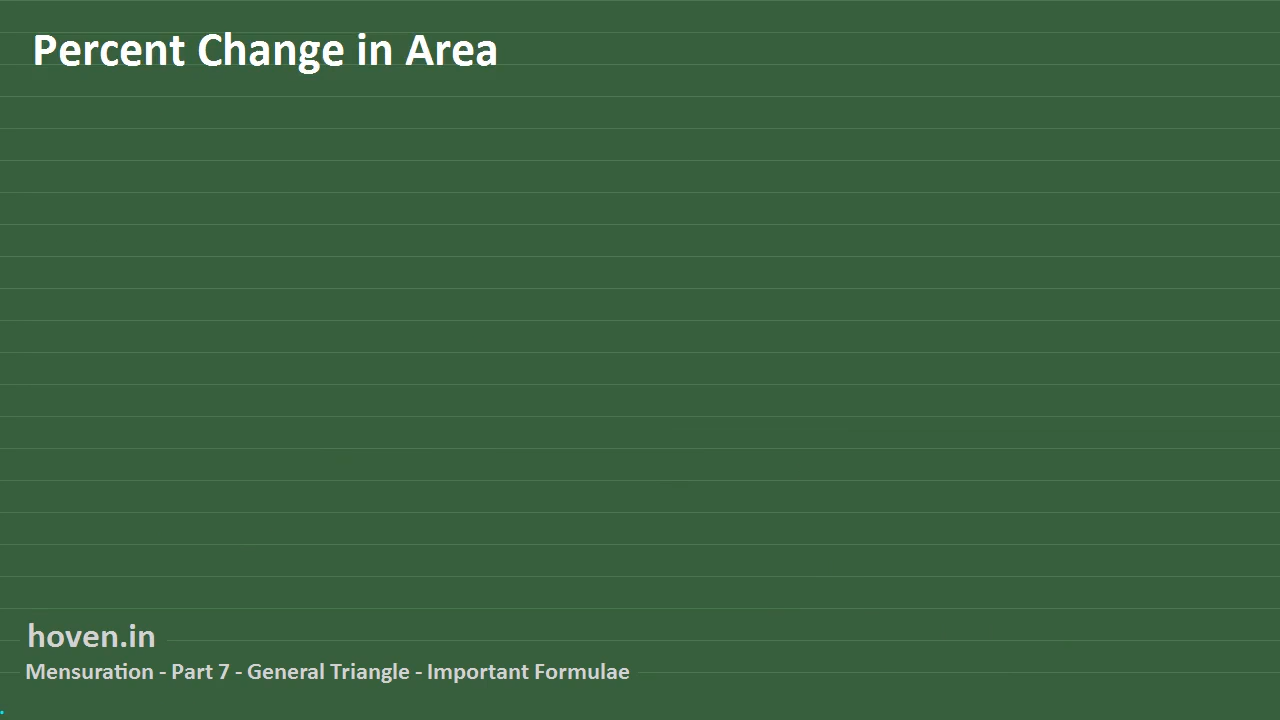 Percent Change in Area
hoven.in
Mensuration - Part 7 - General Triangle - Important Formulae